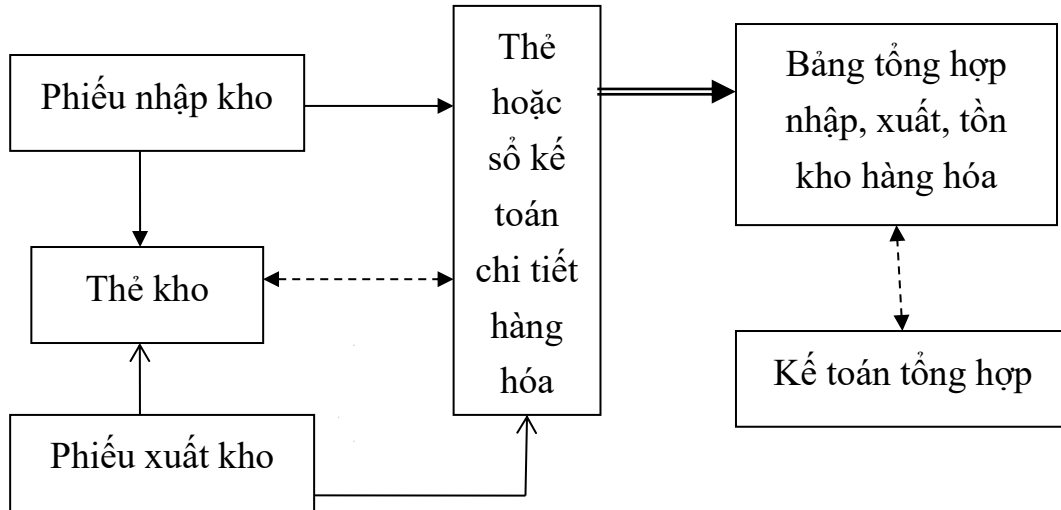 Phiếu nhập kho
Thẻ kho
Phiếu xuất kho
Thẻ
hoặc
sổ kế
toán
chi tiết
hàng
hóa
Bảng tổng hợp
nhập, xuất, tồn
kho hàng hóa
Kế toán tổng hợp